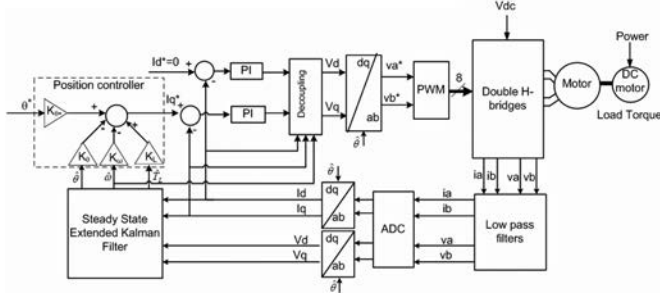 Vdc
Power
Id*=0
+
-
PI
Decoupling
Vd
dq
ab
va*
PWM
8
Double H-
bridges
Motor
DC
motor
Load Torque
Position controller
θ*
+
-
-
+
Iq*
+
-
PI
Vq
vb*
θ̂
Kθ
Kω
KL
θ̂
ω̂
T̂L
ia
ib
va
vb
Steady State
Extended Kalman
Filter
Id
Iq
dq
ab
Vd
Vq
dq
ab
θ̂
ADC
ia
ib
va
vb
Low pass
filters